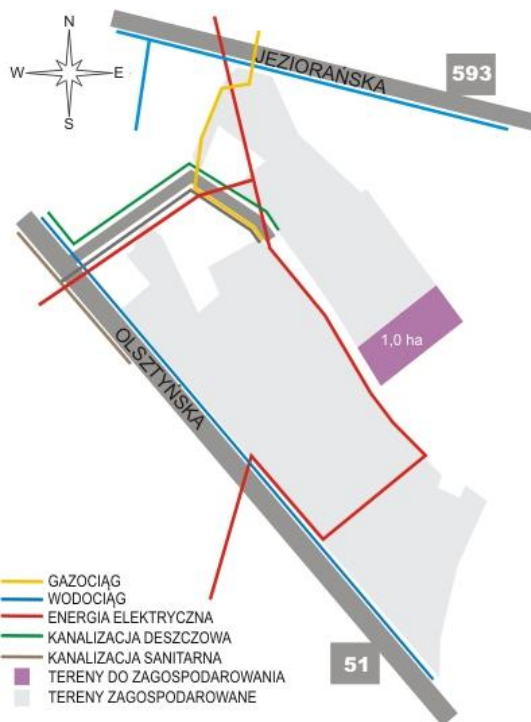 N
W E
S
JEZIORAŃSKA
593
1,0 ha
OLSZTYŃSKA
51
GAZOCIĄG
WODOCIĄG
ENERGIA ELEKTRYCZNA
KANALIZACJA DESZCZOWA
KANALIZACJA SANITARNA
TERENY DO ZAGOSPODAROWANIA
TERENY ZAGOSPODAROWANE